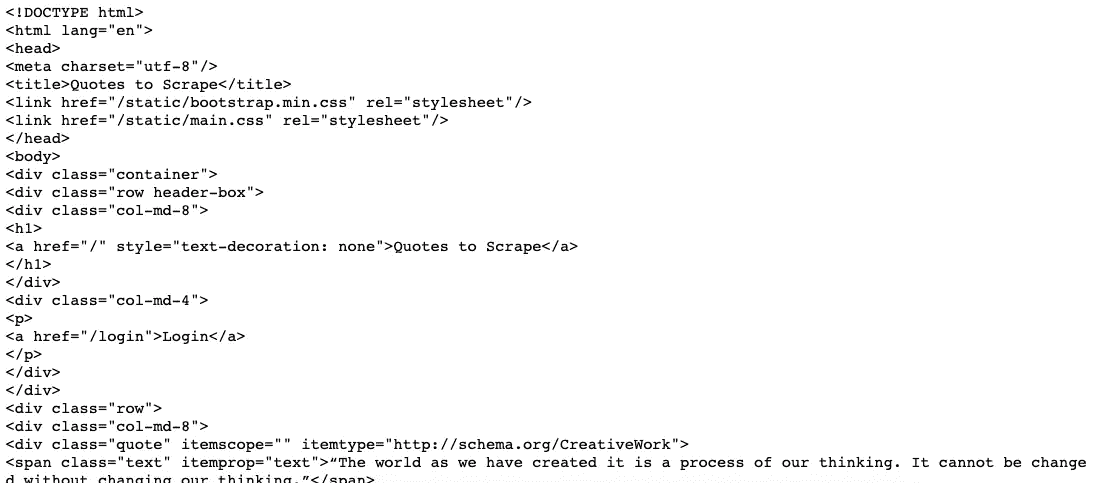 <!DOCTYPE html>
<html lang="en">
<head>
<meta charset="utf-8"/>
<title>Quotes to Scrape</title>
<link href="/static/bootstrap.min.css" rel="stylesheet"/>
<link href="/static/main.css" rel="stylesheet"/>
</head>
<body>
<div class="container">
<div class="row header-box">
<div class="col-md-8">
<h1>
<a href="/" style="text-decoration: none">Quotes to Scrape</a>
</h1>
</div>
<div class="col-md-4">
<p>
<a href="/login">Login</a>
</p>
</div>
</div>
<div class="row">
<div class="col-md-8">
<div class="quote" itemscope="" itemtype="http://schema.org/CreativeWork">
<span class="text" itemprop="text">“The world as we have created it is a process of our thinking. It cannot be change
d without changing our thinking.”</span>